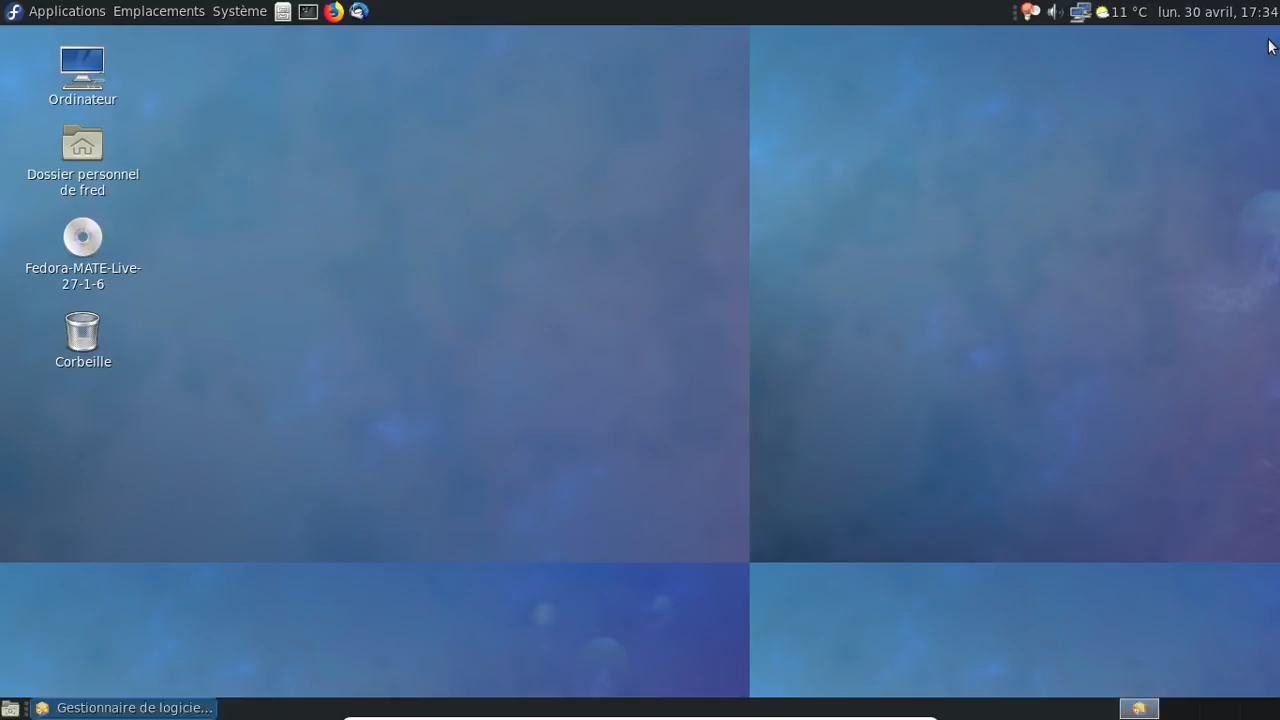 Applications Emplacements Système 11 °C lun. 30 avril, 17:34
Ordinateur
Dossier personnel
de fred
Fedora-MATE-Live-
27-1-6
Corbeille
Gestionnaire de logicie...